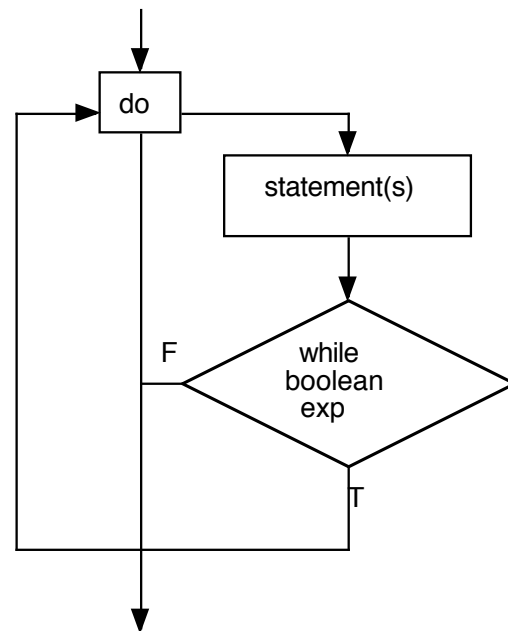 do
statement(s)
F
while
boolean
exp
T